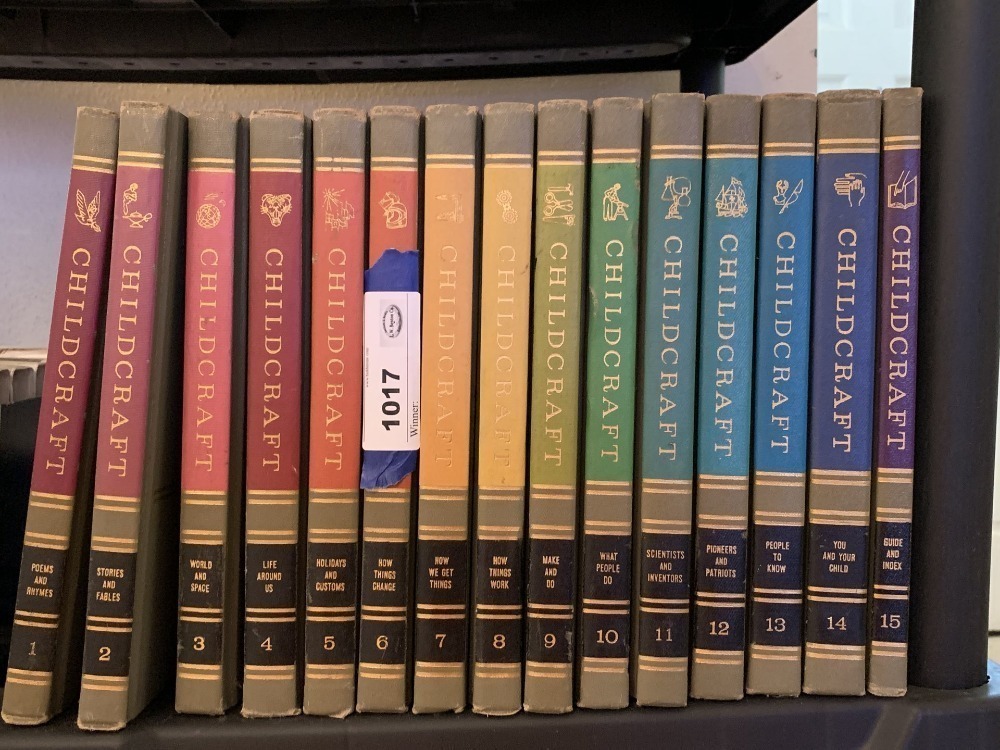 CHILDCRAFT
POEMS
AND
RHYMES
1
CHILDCRAFT
STORIES
AND
FABLES
2
CHILDCRAFT
WORLD
AND
SPACE
3
CHILDCRAFT
LIFE
AROUND
US
4
CHILDCRAFT
HOLIDAYS
AND
CUSTOMS
5
1017
Winner:
HOW
THINGS
CHANGE
6
CHILDCRAFT
HOW
WE GET
THINGS
7
CHILDCRAFT
HOW
THINGS
WORK
8
CHILDCRAFT
MAKE
AND
DO
9
CHILDCRAFT
WHAT
PEOPLE
DO
10
CHILDCRAFT
SCIENTISTS
AND
INVENTORS
11
CHILDCRAFT
PIONEERS
AND
PATRIOTS
12
CHILDCRAFT
PEOPLE
TO
KNOW
13
CHILDCRAFT
YOU
AND YOUR
CHILD
14
CHILDCRAFT
GUIDE
AND
INDEX
15